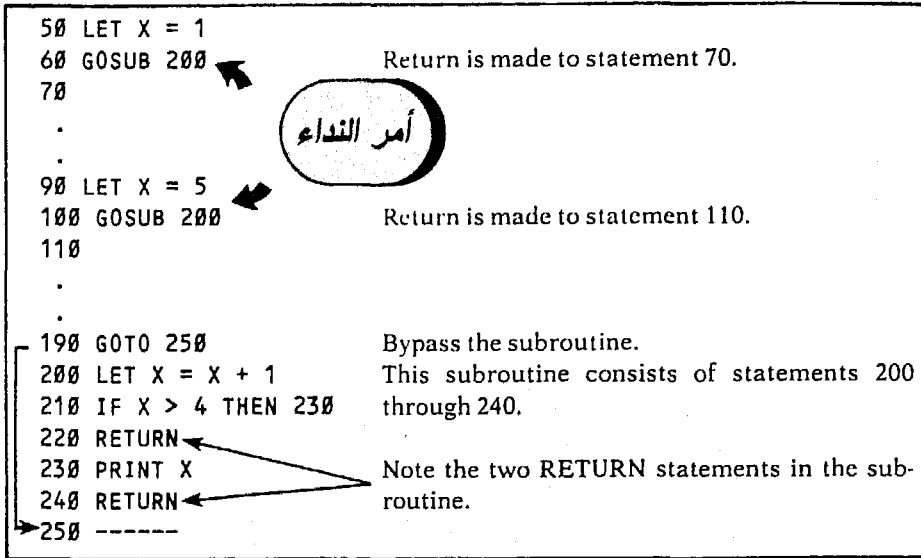 50 LET X = 1
60 GOSUB 200 Return is made to statement 70.
70
.
أمر النداء
.
90 LET X = 5
100 GOSUB 200 Return is made to statement 110.
110
.
.
190 GOTO 250 Bypass the subroutine.
200 LET X = X + 1 This subroutine consists of statements 200
210 IF X > 4 THEN 230 through 240.
220 RETURN
230 PRINT X Note the two RETURN statements in the sub-
240 RETURN routine.
250 ------